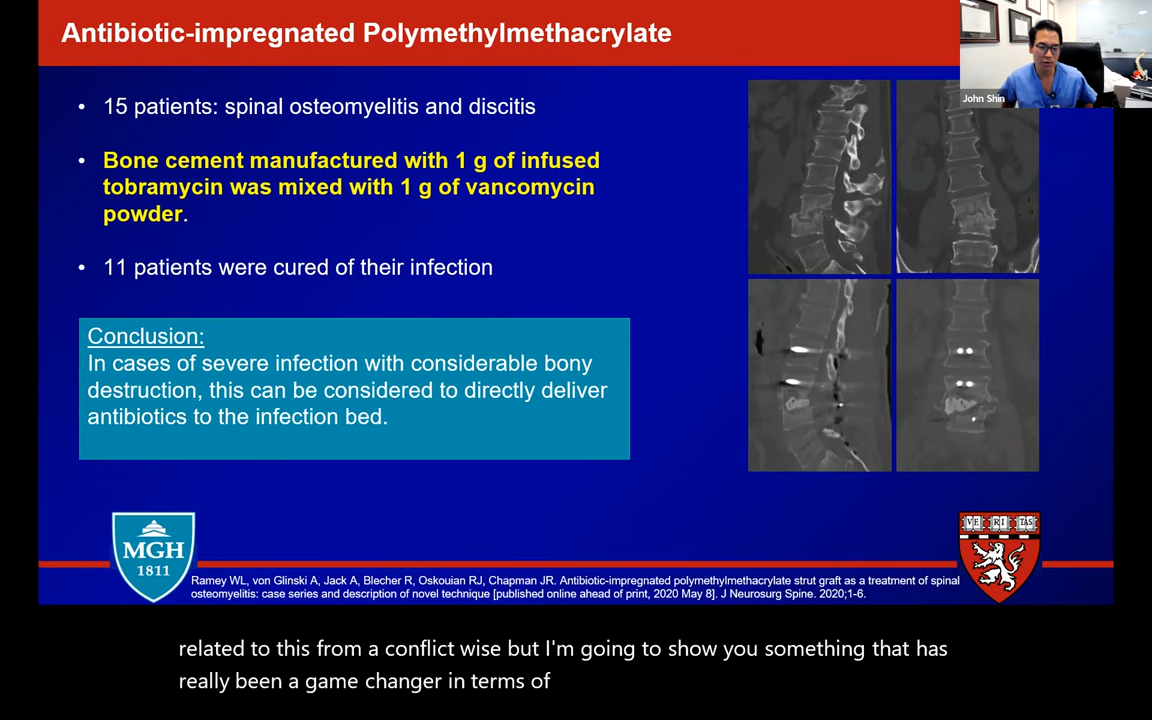 Antibiotic-impregnated Polymethylmethacrylate
John Shin
• 15 patients: spinal osteomyelitis and discitis
• Bone cement manufactured with 1 g of infused
tobramycin was mixed with 1 g of vancomycin
powder.
• 11 patients were cured of their infection
Conclusion:
In cases of severe infection with considerable bony
destruction, this can be considered to directly deliver
antibiotics to the infection bed.
MGH
1811
VE RI TAS
Ramey WL, von Glinski A, Jack A, Blecher R, Oskouian RJ, Chapman JR. Antibiotic-impregnated polymethylmethacrylate strut graft as a treatment of spinal
osteomyelitis: case series and description of novel technique [published online ahead of print, 2020 May 8]. J Neurosurg Spine. 2020;1-6.
related to this from a conflict wise but I'm going to show you something that has
really been a game changer in terms of